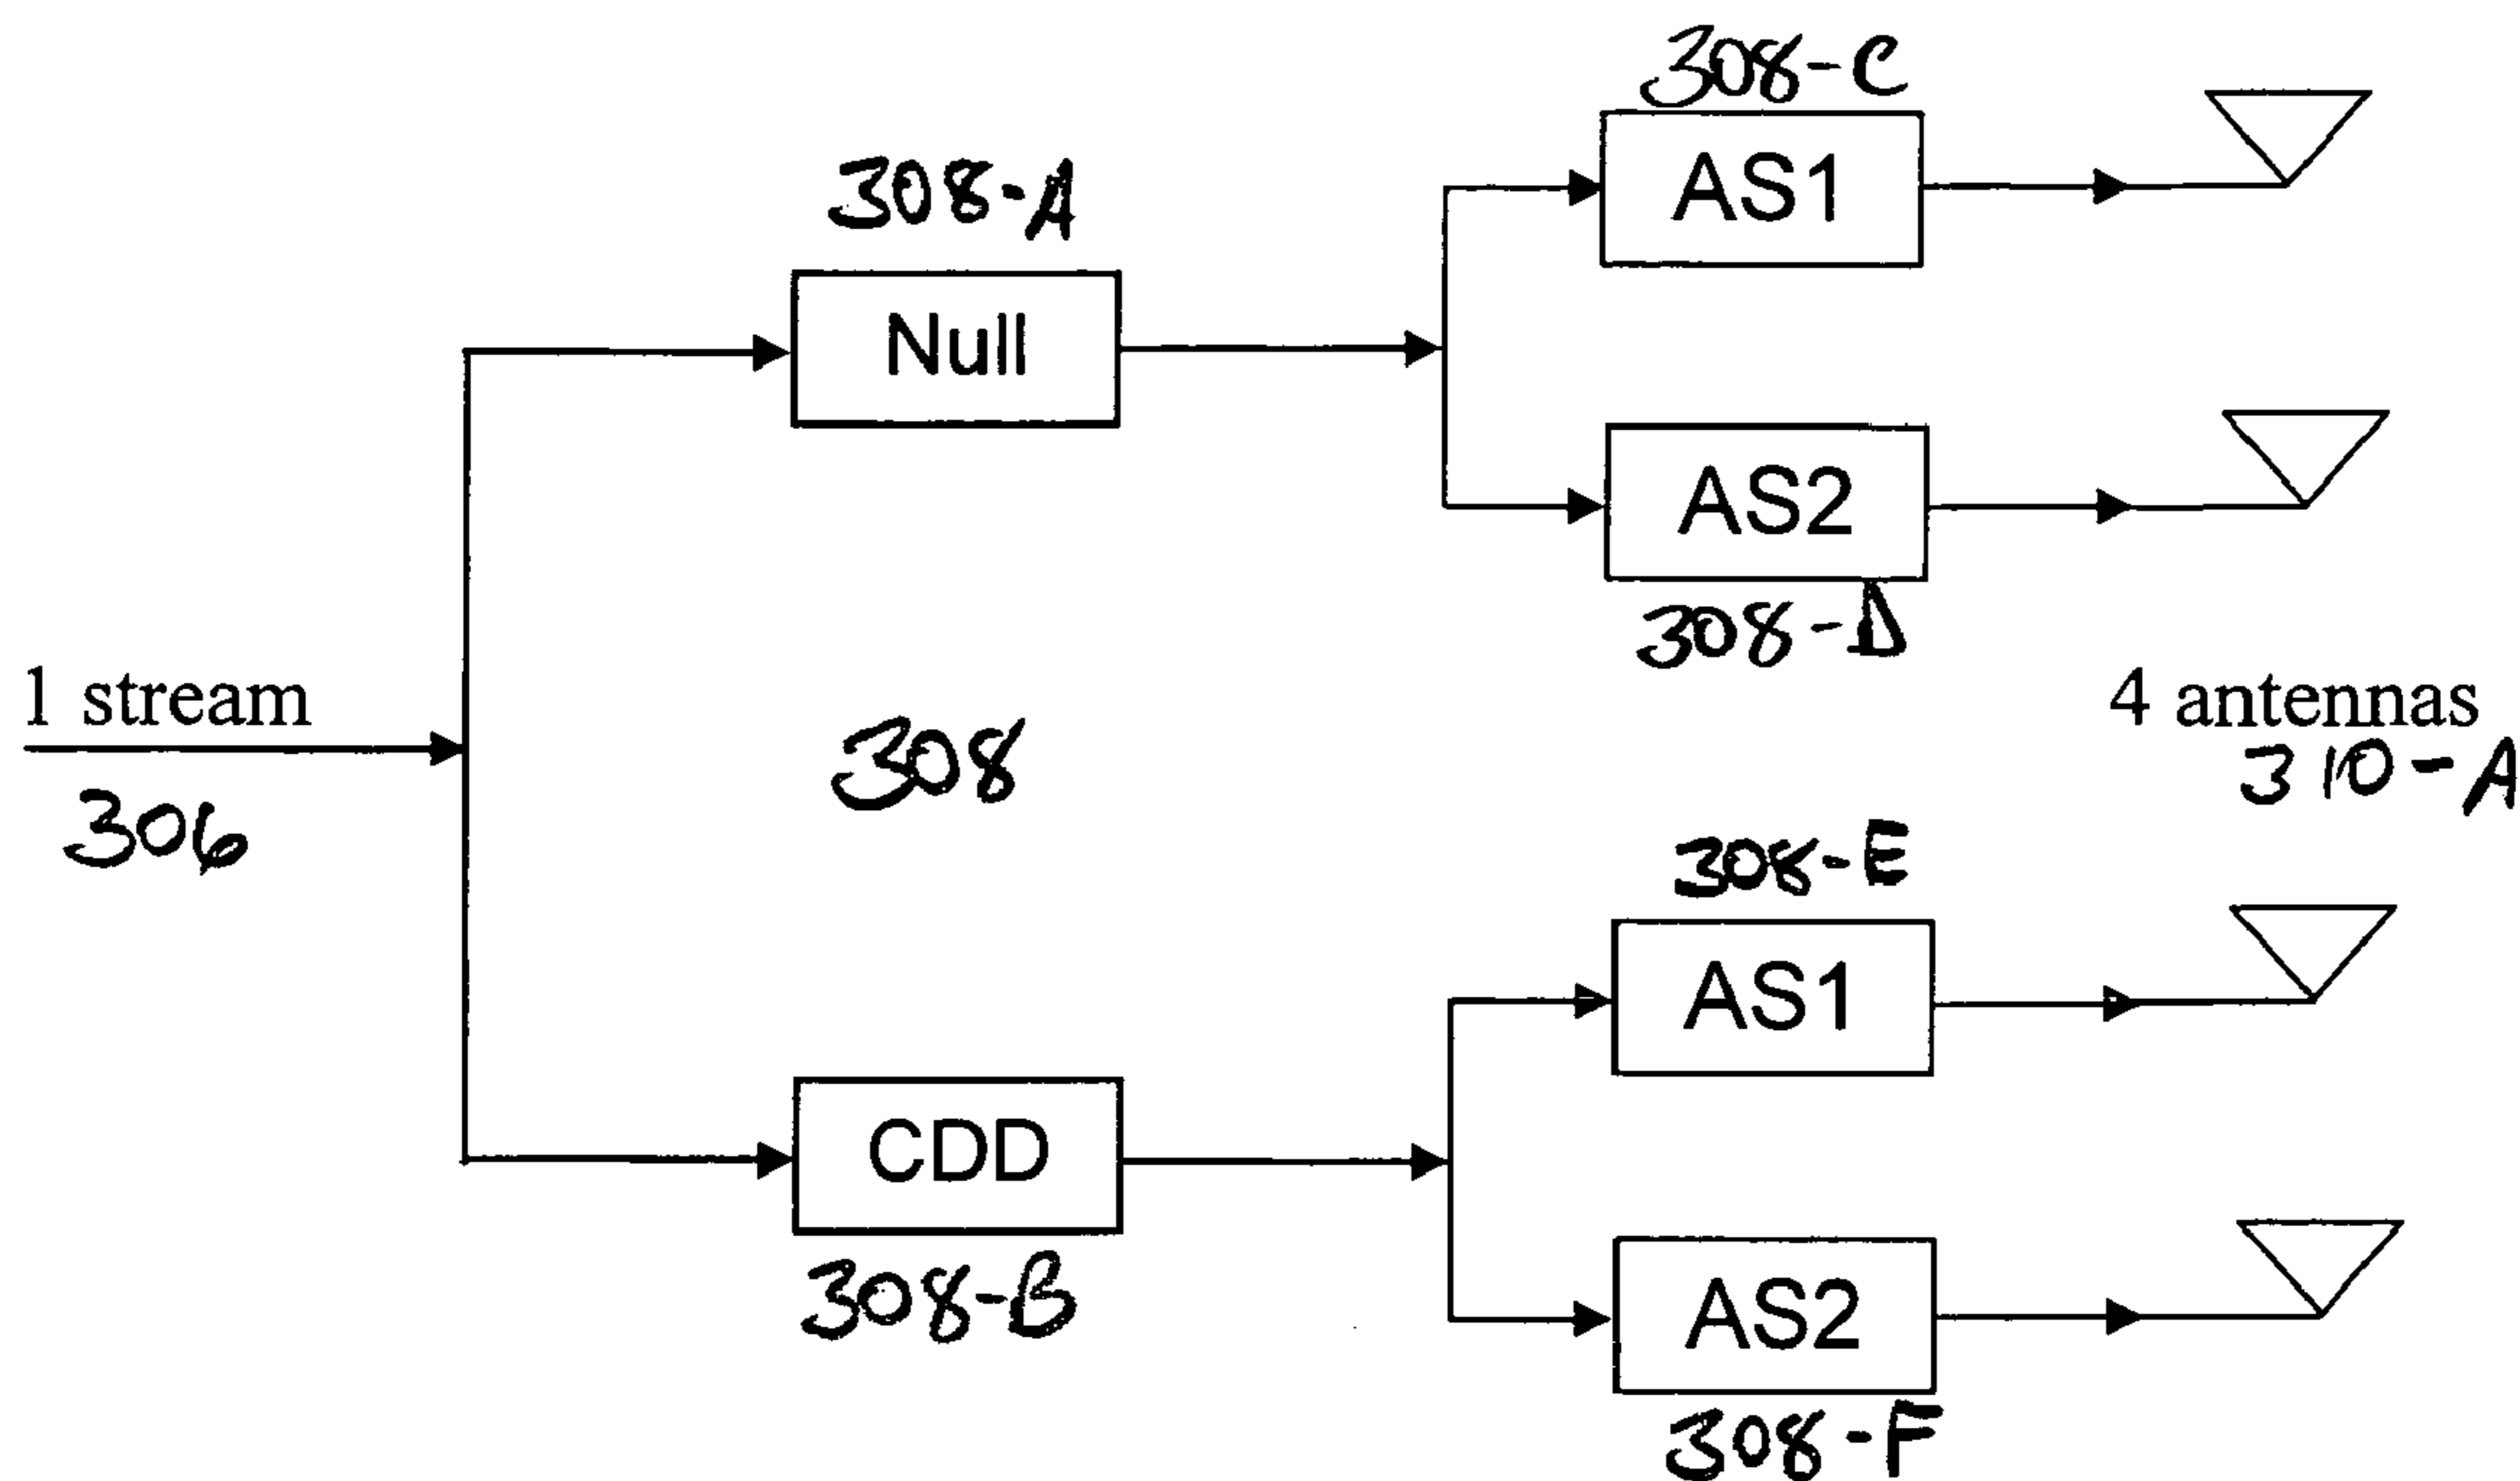 308-C
AS1
308-A
Null
AS2
308-D
1 stream
4 antennas
306
308
310-A
308-E
AS1
CDD
308-B
AS2
308-F